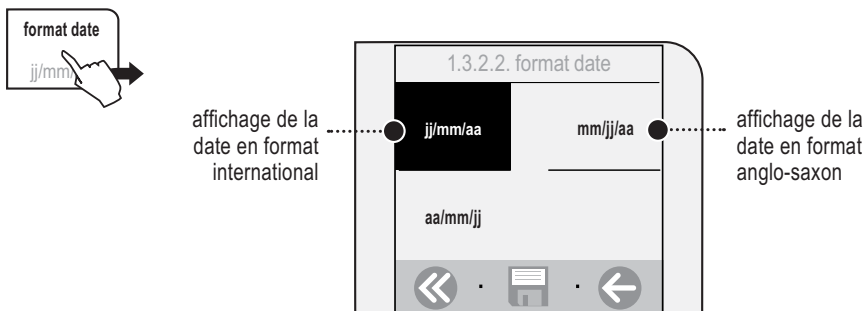 format date
jj/mm/
1.3.2.2. format date
affichage de la
date en format
international
jj/mm/aa
mm/jj/aa
affichage de la
date en format
anglo-saxon
aa/mm/jj